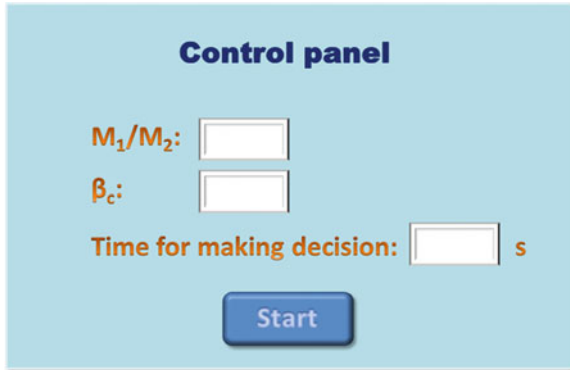 Control panel
M₁/M₂:
βc:
Time for making decision: s
Start